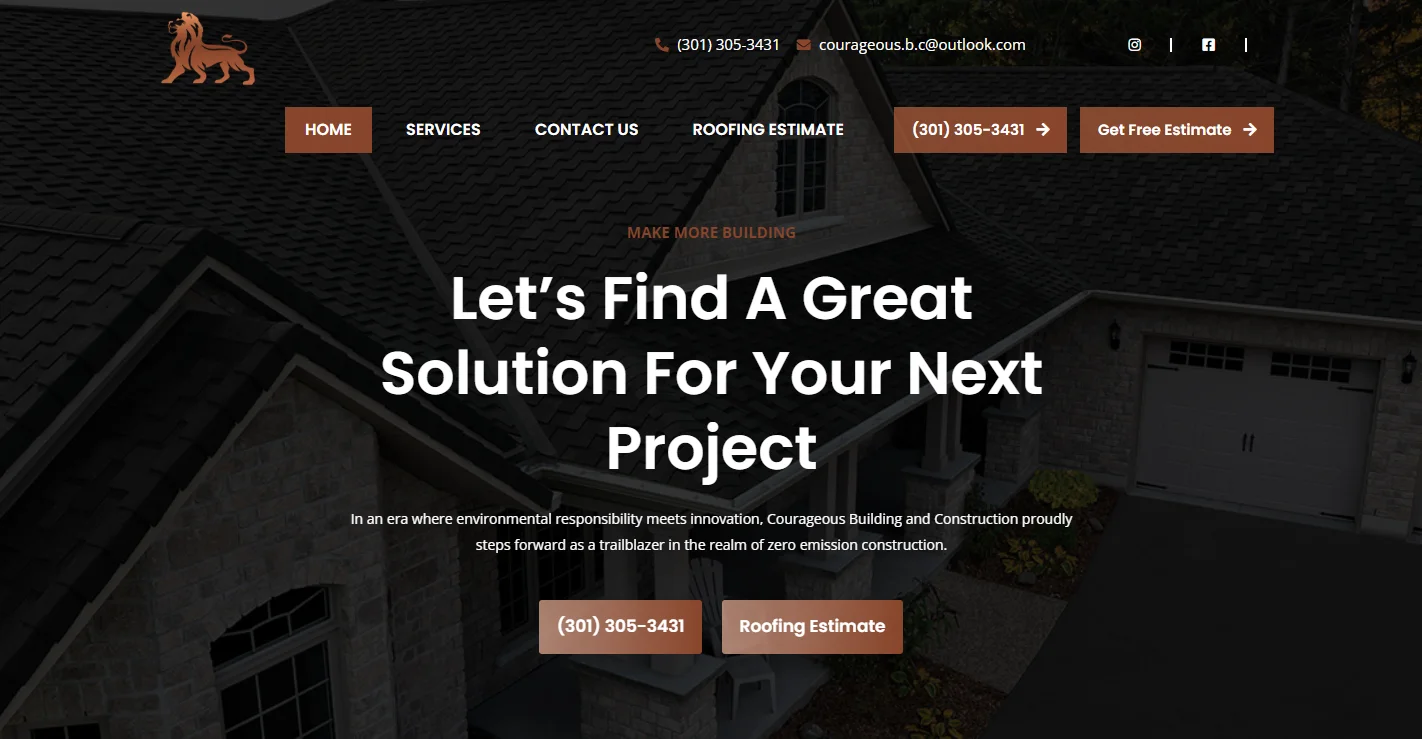 (301) 305-3431 courageous.b.c@outlook.com
HOME SERVICES CONTACT US ROOFING ESTIMATE (301) 305-3431 Get Free Estimate
MAKE MORE BUILDING
Let’s Find A Great
Solution For Your Next
Project
In an era where environmental responsibility meets innovation, Courageous Building and Construction proudly
steps forward as a trailblazer in the realm of zero emission construction.
(301) 305-3431 Roofing Estimate